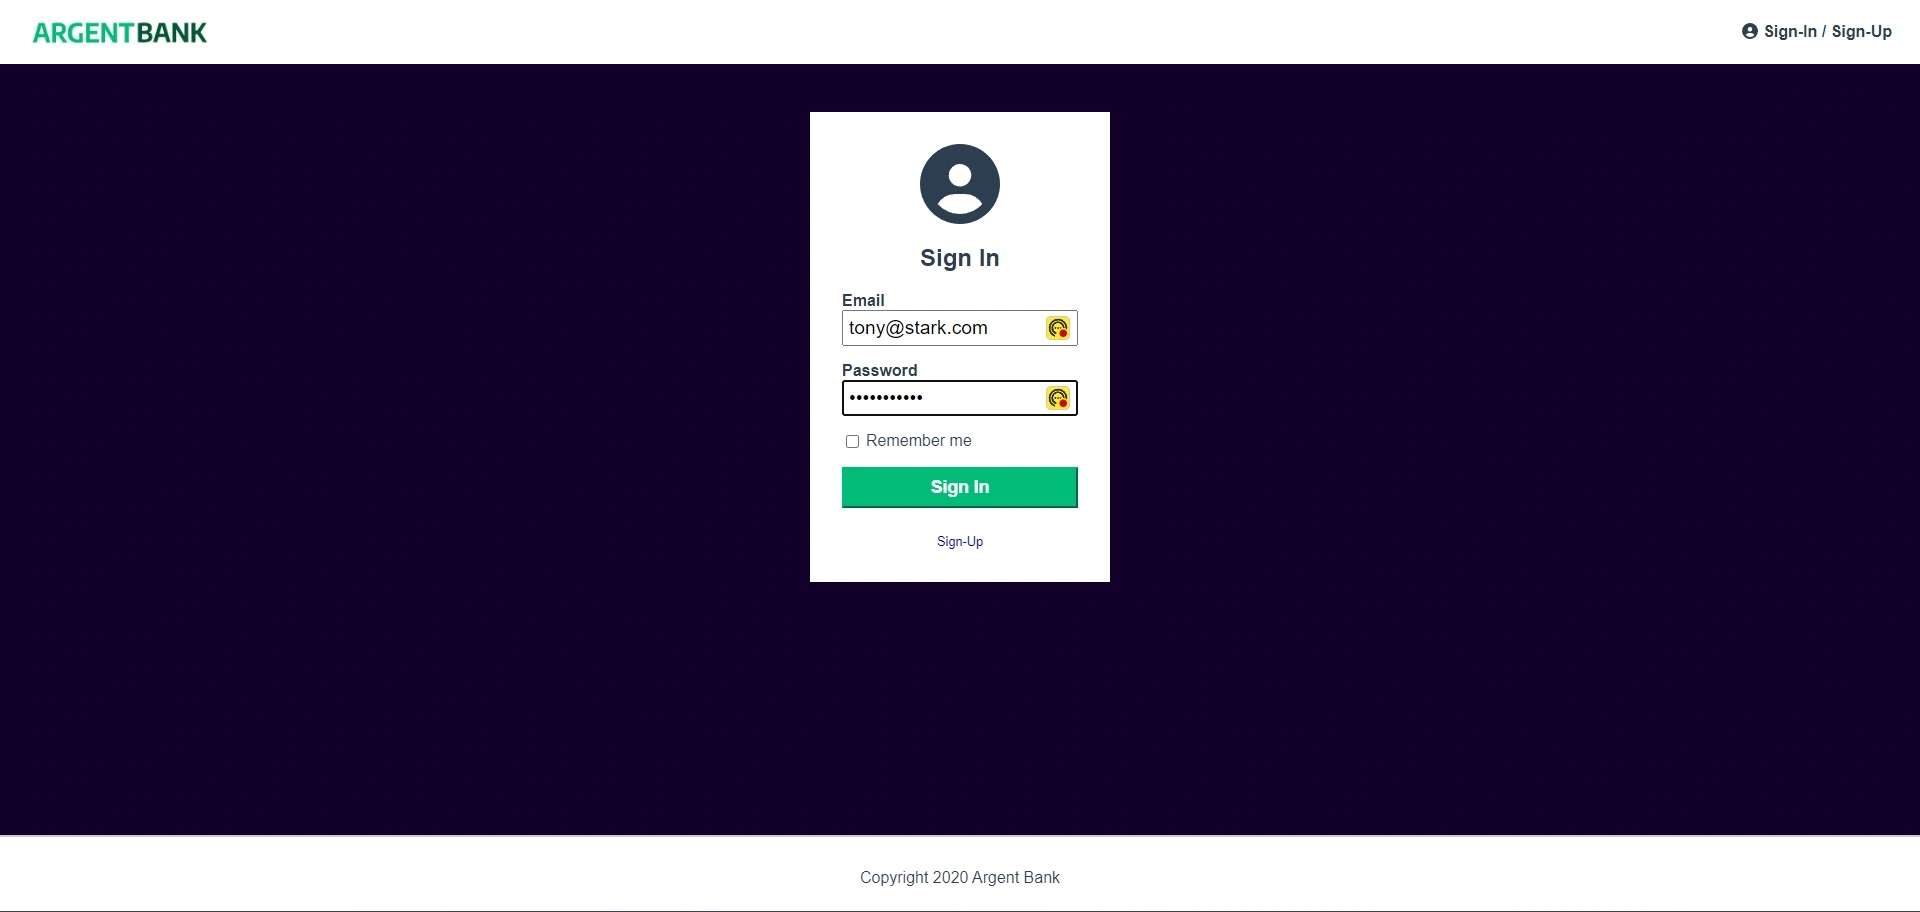 ARGENTBANK
Sign-In / Sign-Up
Sign In
Email
tony@stark.com
Password
•••••••••••
Remember me
Sign In
Sign-Up
Copyright 2020 Argent Bank